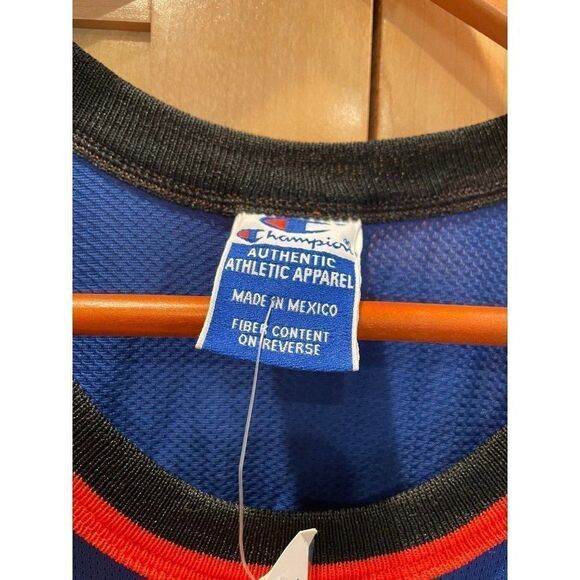 Champion
AUTHENTIC
ATHLETIC APPAREL
MADE IN MEXICO
FIBER CONTENT
ON REVERSE